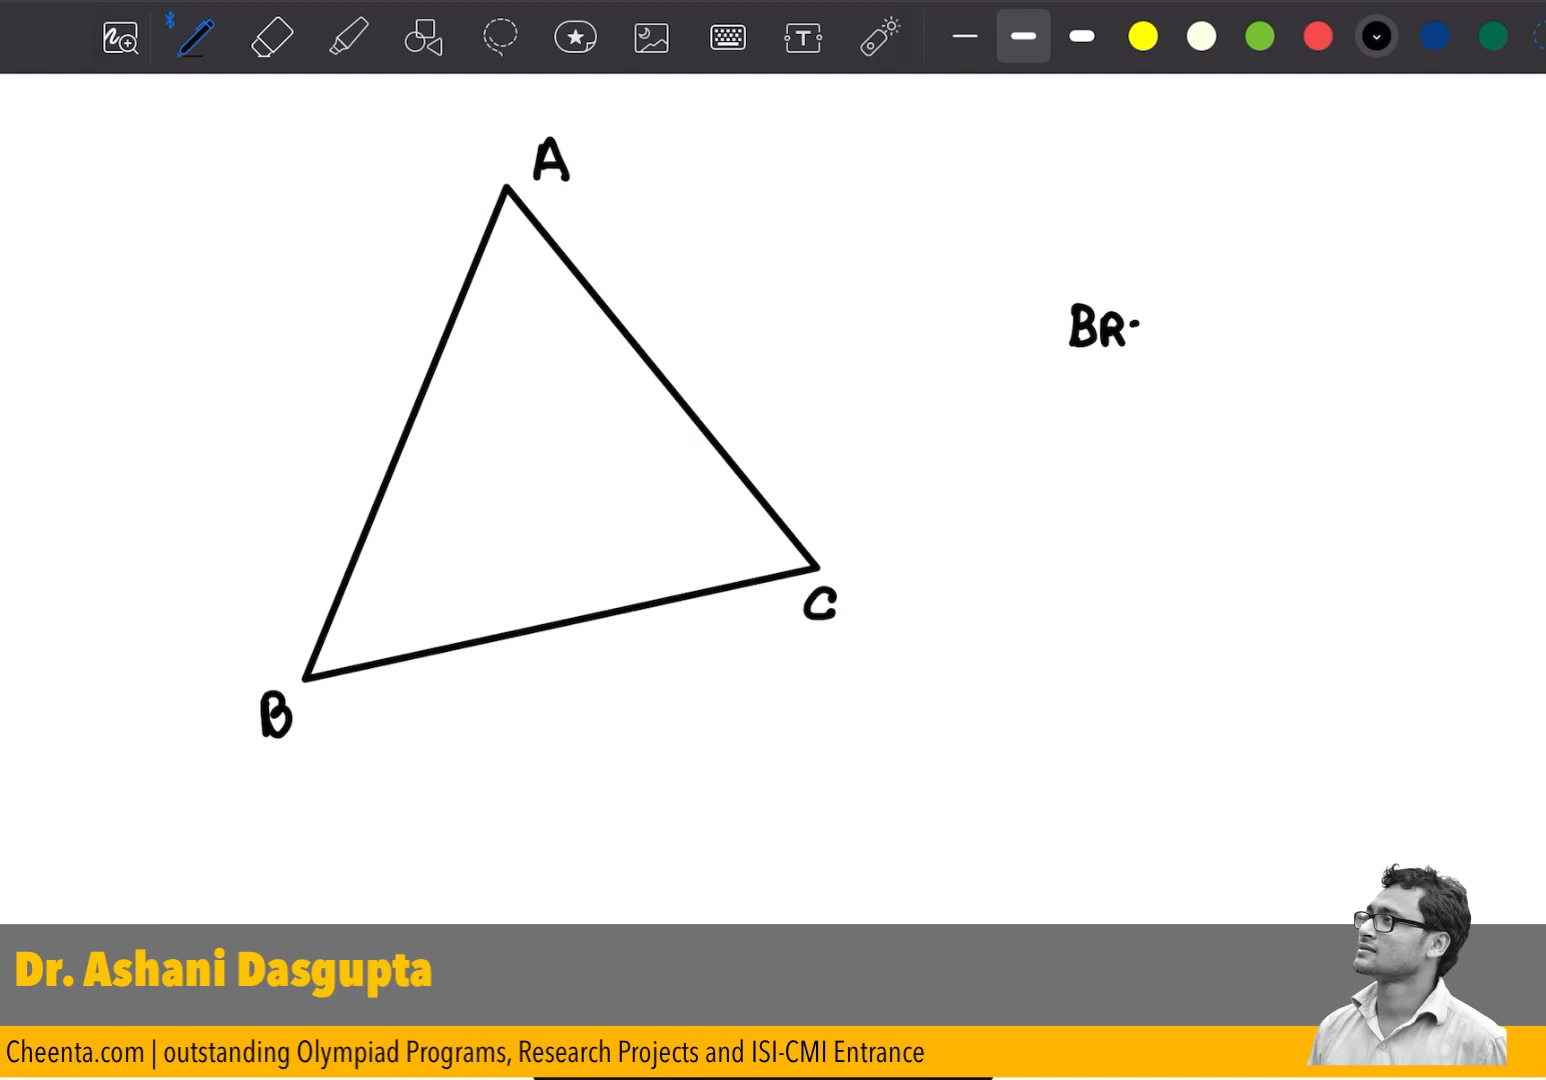 A
BR-
C
B
Dr. Ashani Dasgupta
Cheenta.com | outstanding Olympiad Programs, Research Projects and ISI-CMI Entrance